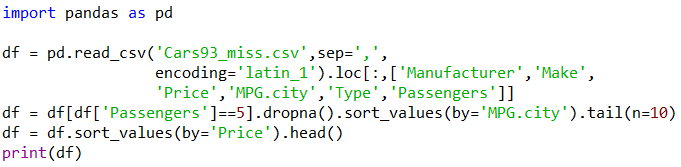 import pandas as pd
df = pd.read_csv('Cars93_miss.csv',sep=',',
encoding='latin_1').loc[:,['Manufacturer','Make',
'Price','MPG.city','Type','Passengers']]
df = df[df['Passengers']==5].dropna().sort_values(by='MPG.city').tail(n=10)
df = df.sort_values(by='Price').head()
print(df)